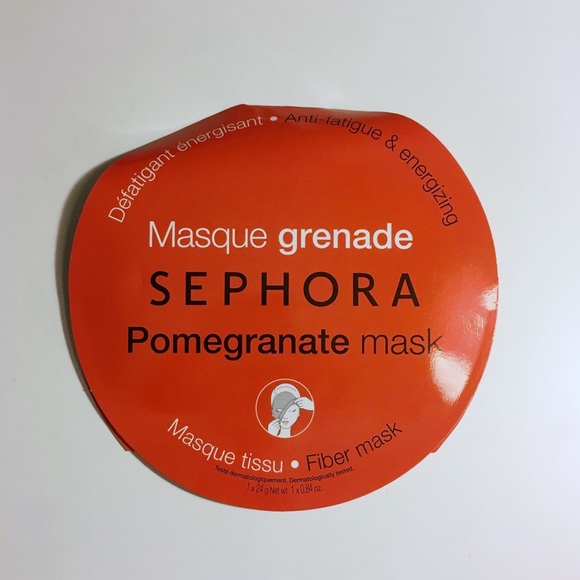 Défatigant énergisant • Anti-fatigue & energizing
Masque grenade
SEPHORA
Pomegranate mask
Masque tissu • Fiber mask
Testé dermatologiquement. Dermatologically tested.
1 x 24 g Net wt. 1 x 0.84 oz.